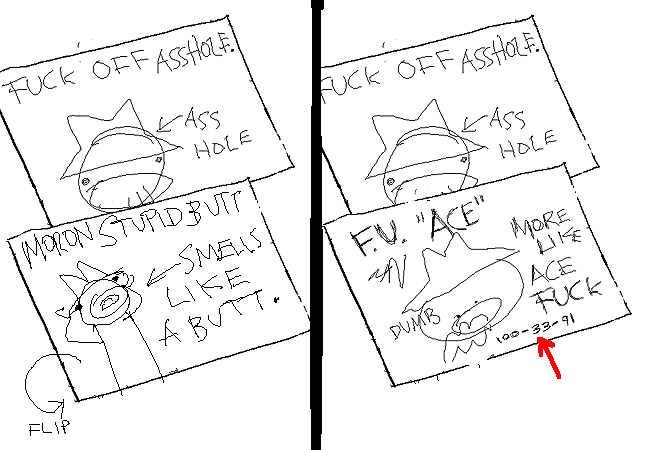 FUCK OFF ASSHOLE.
ASS
HOLE
MORON STUPID BUTT
SMELLS
LIKE
A BUTT.
FLIP
FUCK OFF ASSHOLE.
ASS
HOLE
F.U. "ACE"
MORE
LIKE
ACE
FUCK
DUMB
100-33-91